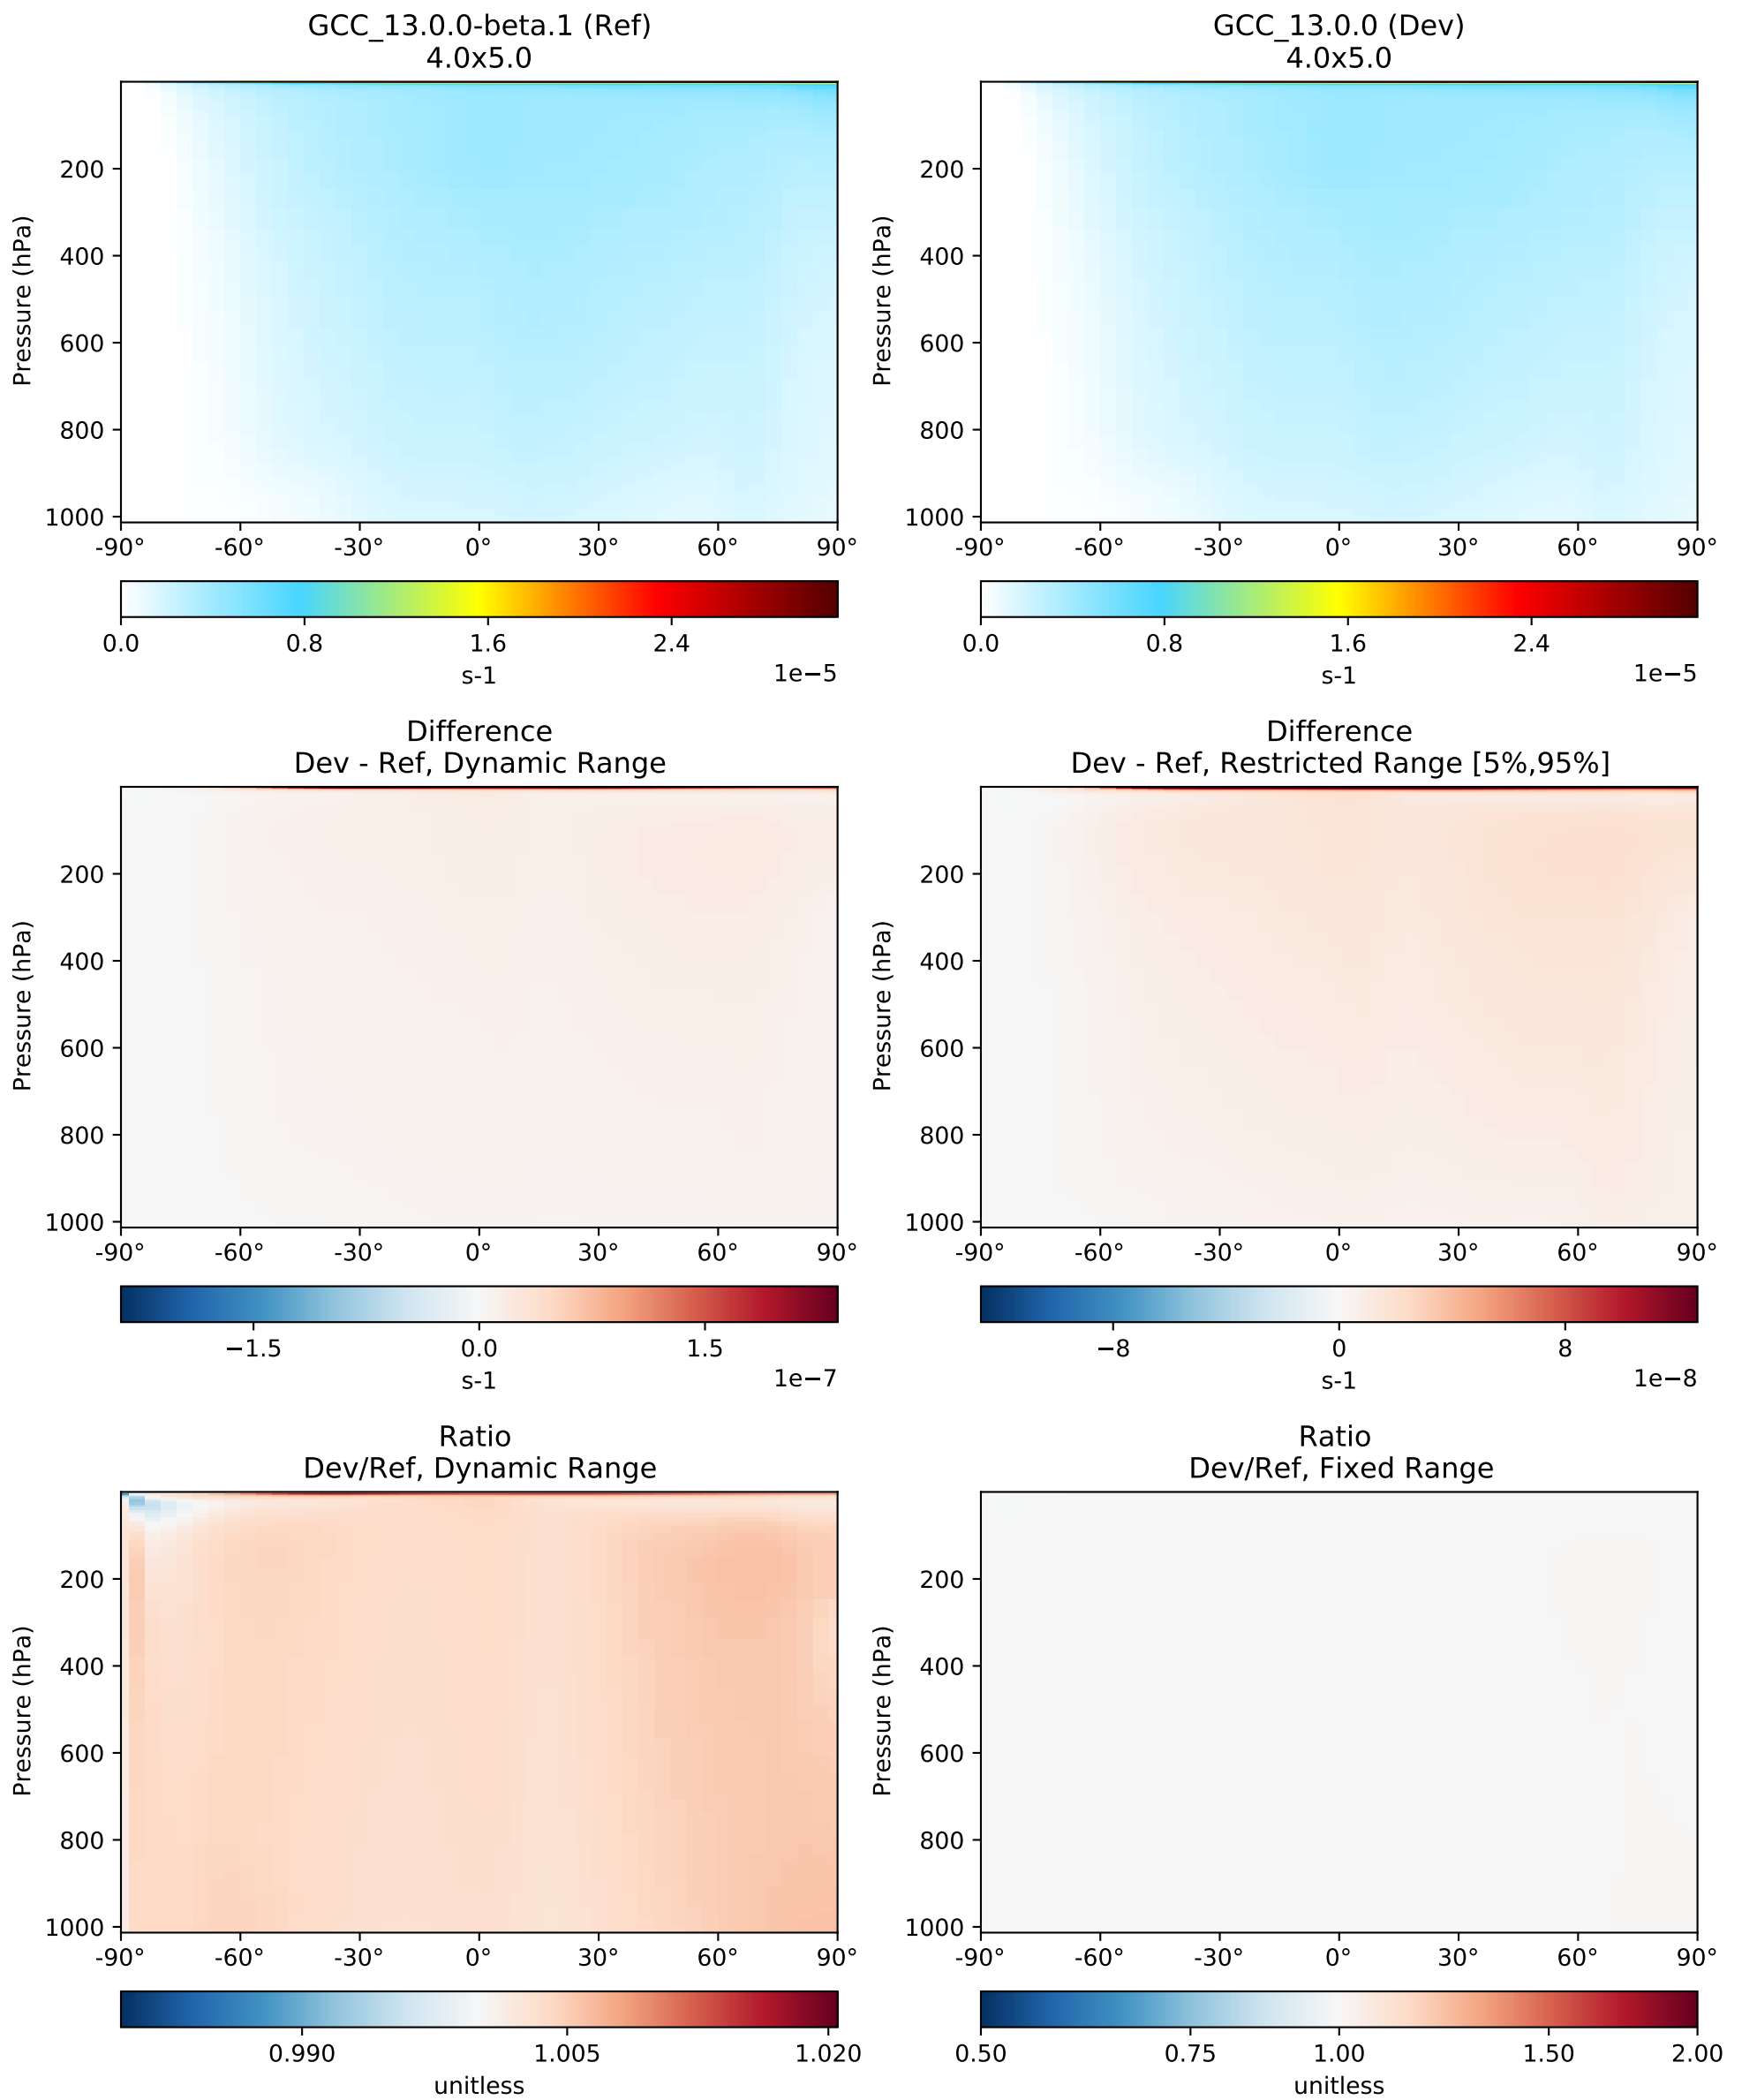 GCC_13.0.0-beta.1 (Ref)
4.0x5.0
Pressure (hPa)
200
400
600
800
1000
-90° -60° -30° 0° 30° 60° 90°
0.0 0.8 1.6 2.4
s-1
1e−5
GCC_13.0.0 (Dev)
4.0x5.0
Pressure (hPa)
200
400
600
800
1000
-90° -60° -30° 0° 30° 60° 90°
0.0 0.8 1.6 2.4
s-1
1e−5
Difference
Dev - Ref, Dynamic Range
Pressure (hPa)
200
400
600
800
1000
-90° -60° -30° 0° 30° 60° 90°
−1.5 0.0 1.5
s-1
1e−7
Difference
Dev - Ref, Restricted Range [5%,95%]
Pressure (hPa)
200
400
600
800
1000
-90° -60° -30° 0° 30° 60° 90°
−8 0 8
s-1
1e−8
Ratio
Dev/Ref, Dynamic Range
Pressure (hPa)
200
400
600
800
1000
-90° -60° -30° 0° 30° 60° 90°
0.990 1.005 1.020
unitless
Ratio
Dev/Ref, Fixed Range
Pressure (hPa)
200
400
600
800
1000
-90° -60° -30° 0° 30° 60° 90°
0.50 0.75 1.00 1.50 2.00
unitless